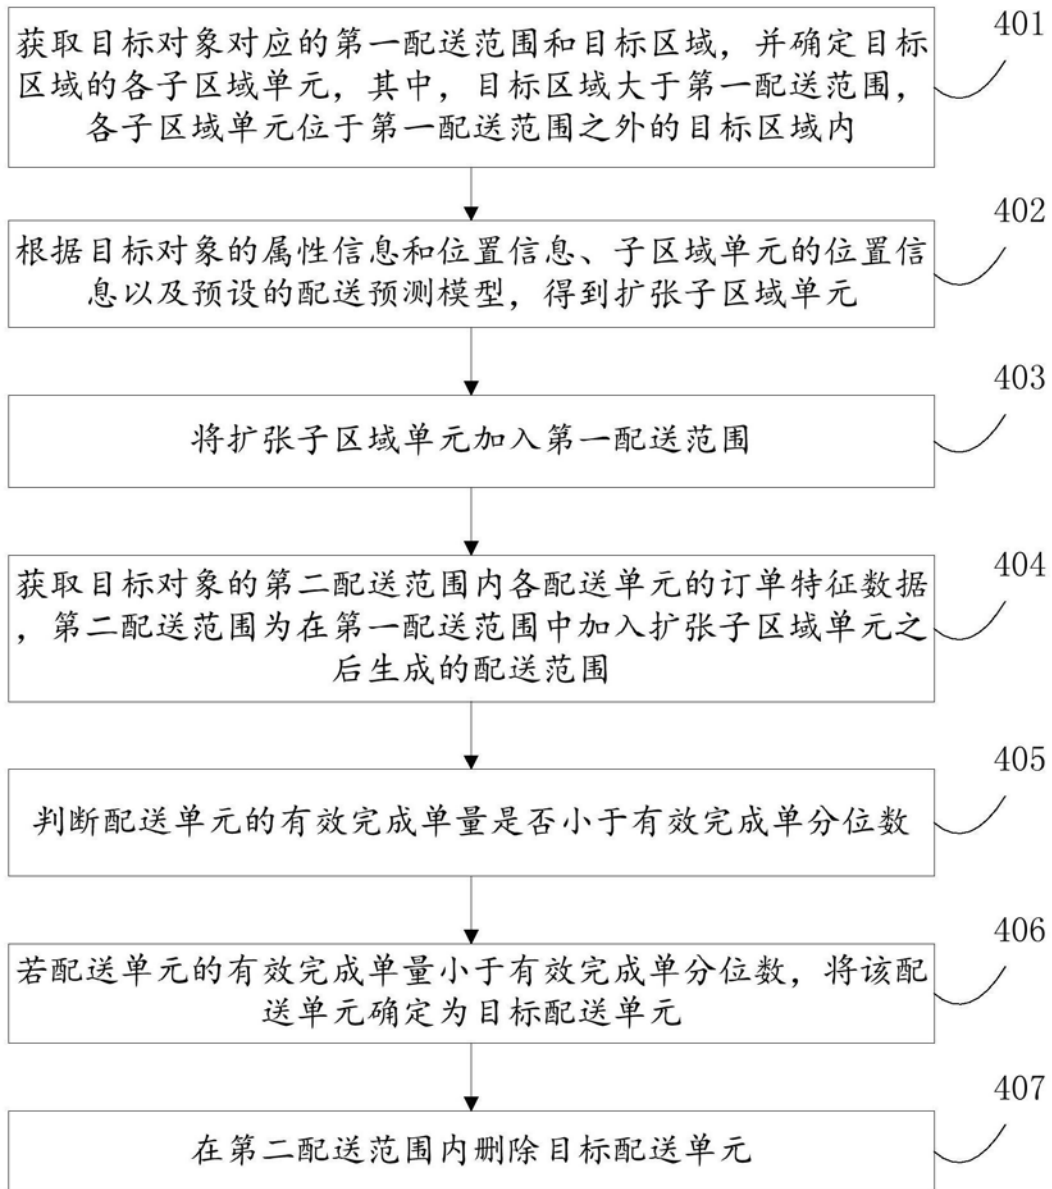 获取目标对象对应的第一配送范围和目标区域，并确定目标
区域的各子区域单元，其中，目标区域大于第一配送范围，
各子区域单元位于第一配送范围之外的目标区域内
401
根据目标对象的属性信息和位置信息、子区域单元的位置信
息以及预设的配送预测模型，得到扩张子区域单元
402
将扩张子区域单元加入第一配送范围
403
获取目标对象的第二配送范围内各配送单元的订单特征数据
，第二配送范围为在第一配送范围中加入扩张子区域单元之
后生成的配送范围
404
判断配送单元的有效完成单量是否小于有效完成单分位数
405
若配送单元的有效完成单量小于有效完成单分位数，将该配
送单元确定为目标配送单元
406
在第二配送范围内删除目标配送单元
407